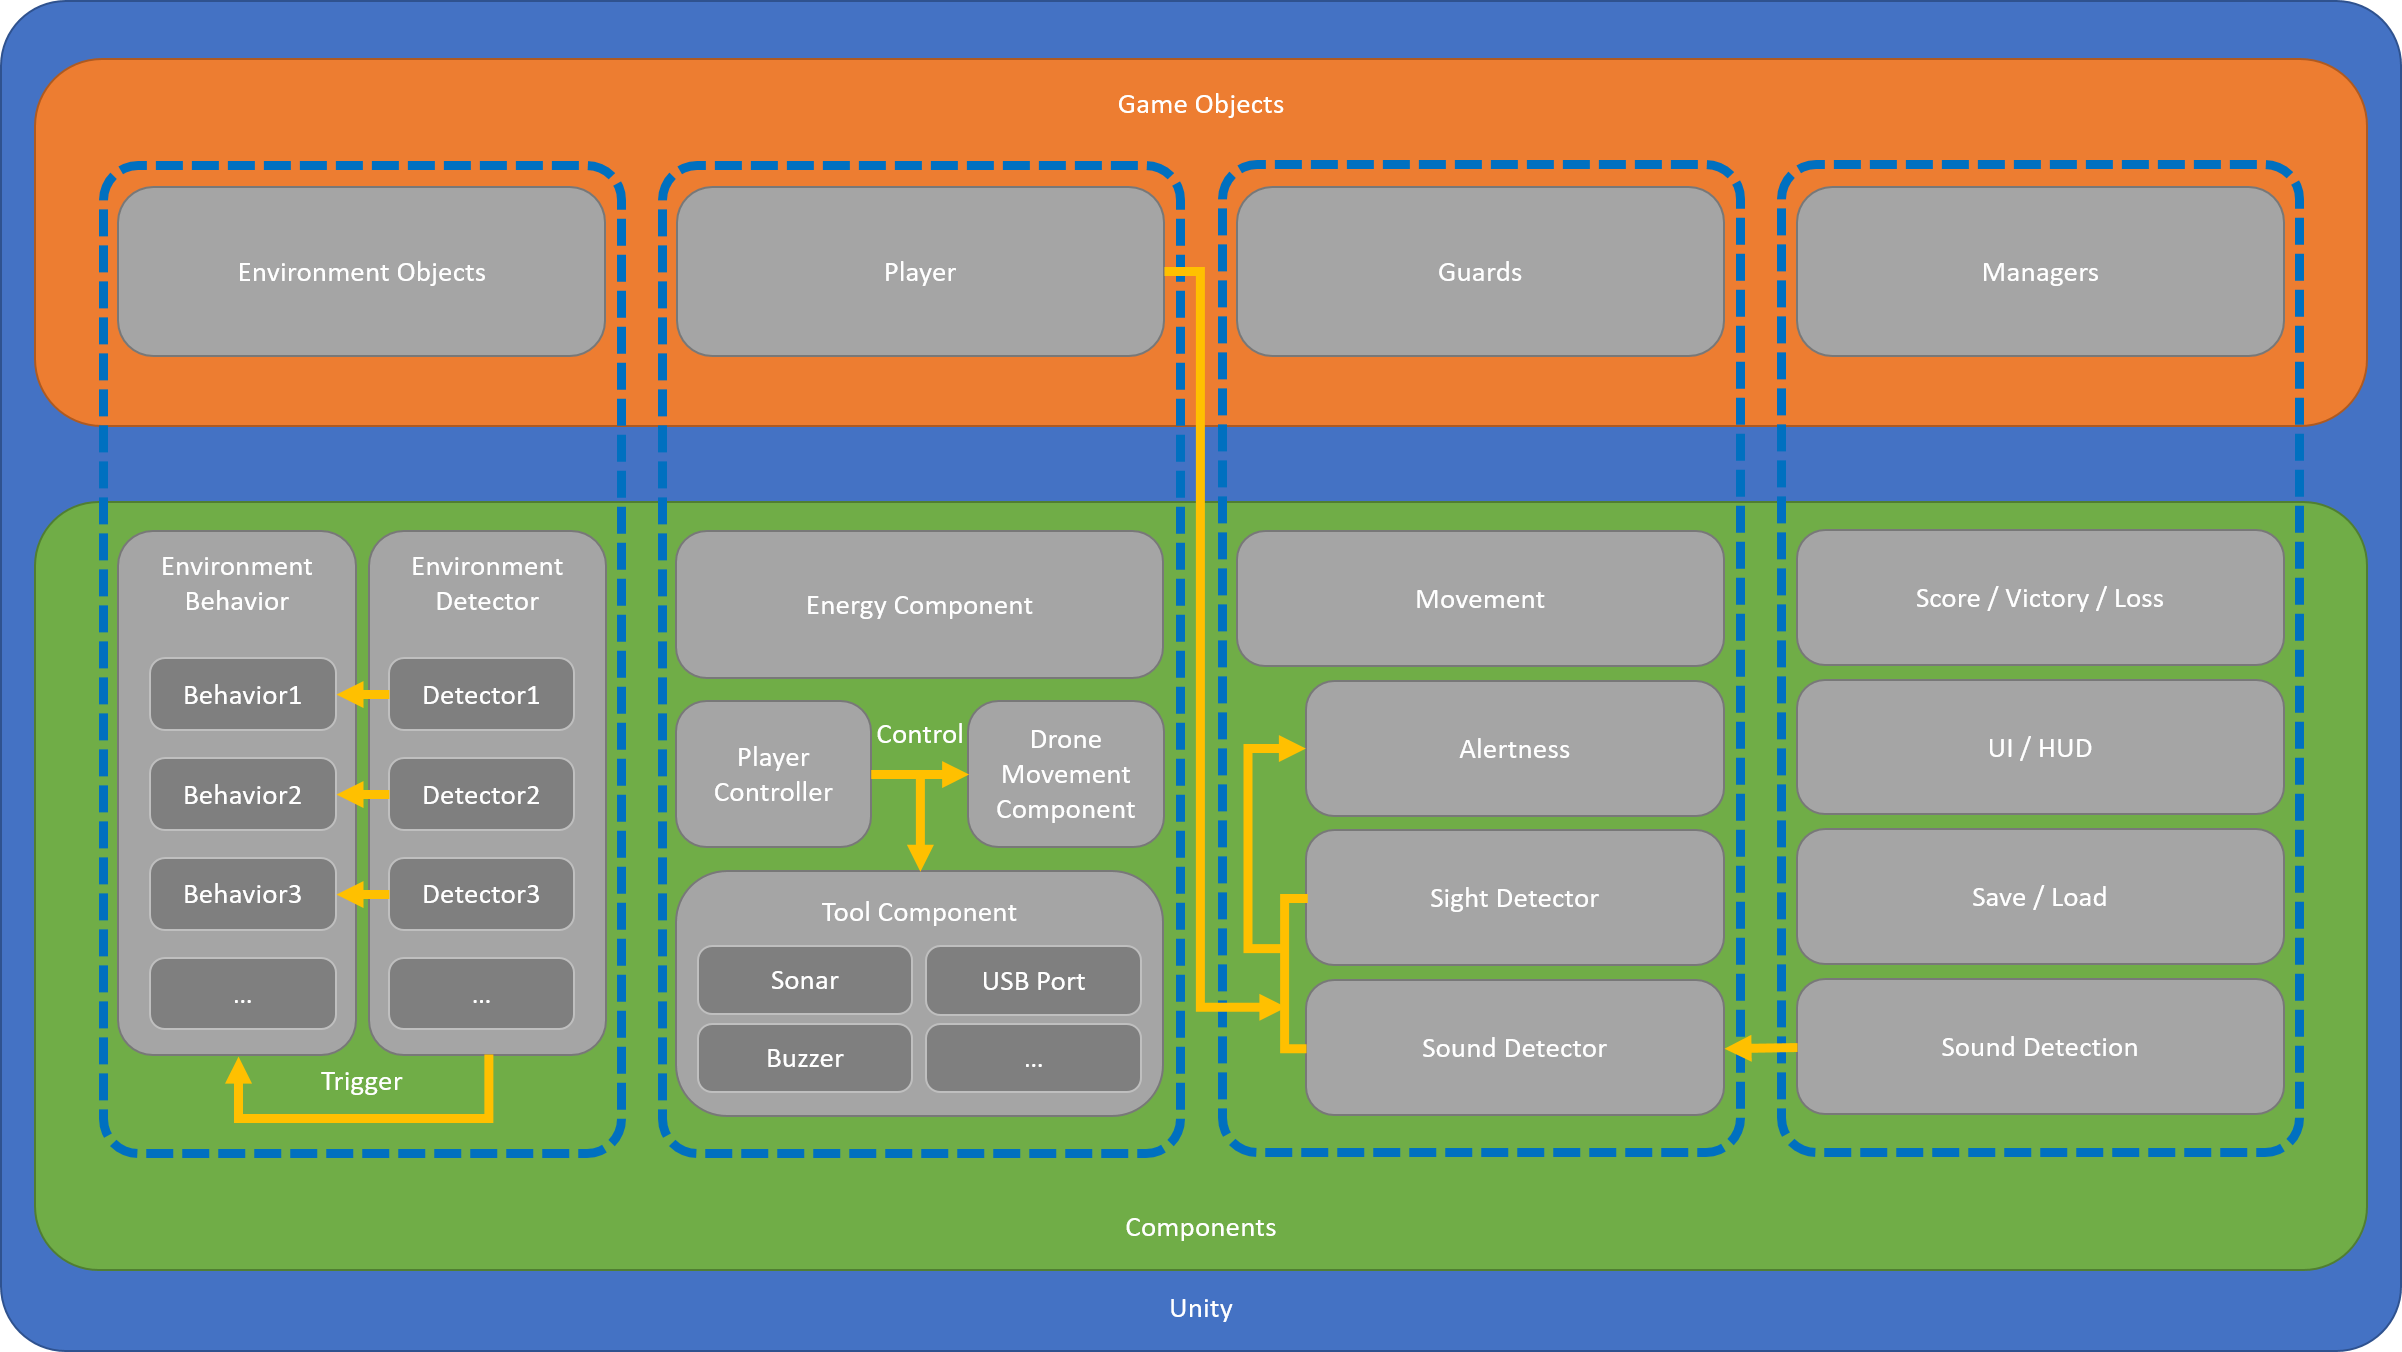 Game Objects
Environment Objects
Player
Guards
Managers
Environment
Behavior
Behavior1
Behavior2
Behavior3
...
Environment
Detector
Detector1
Detector2
Detector3
...
Trigger
Energy Component
Player
Controller
Control
Drone
Movement
Component
Tool Component
Sonar
USB Port
Buzzer
...
Movement
Alertness
Sight Detector
Sound Detector
Score / Victory / Loss
UI / HUD
Save / Load
Sound Detection
Components
Unity